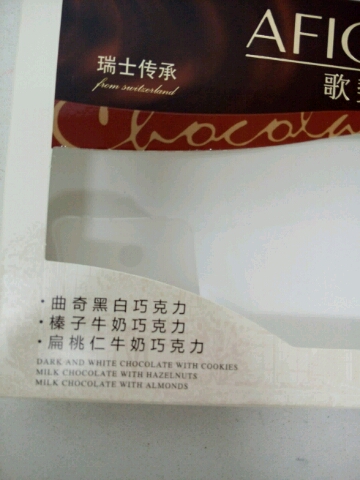 AFIC
瑞士传承
from switzerland
歌
Chocola
·曲奇黑白巧克力
·榛子牛奶巧克力
·扁桃仁牛奶巧克力
DARK AND WHITE CHOCOLATE WITH COOKIES
MILK CHOCOLATE WITH HAZELNUTS
MILK CHOCOLATE WITH ALMONDS